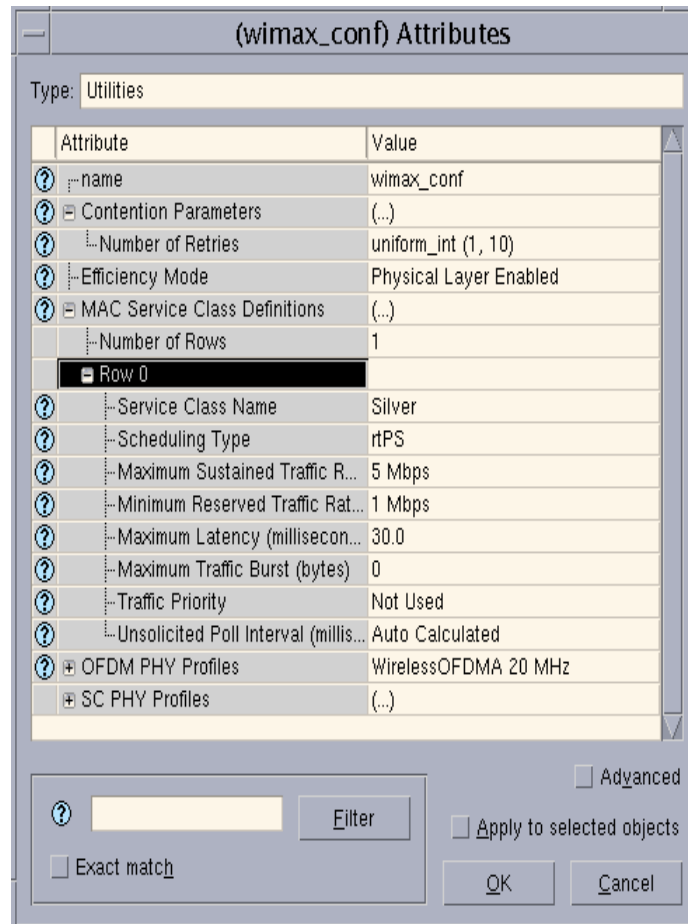 (wimax_conf) Attributes
Type: Utilities
Attribute Value
name wimax_conf
Contention Parameters (...)
Number of Retries uniform_int (1, 10)
Efficiency Mode Physical Layer Enabled
MAC Service Class Definitions (...)
Number of Rows 1
Row 0
Service Class Name Silver
Scheduling Type rtPS
Maximum Sustained Traffic R... 5 Mbps
Minimum Reserved Traffic Rat... 1 Mbps
Maximum Latency (millisecon... 30.0
Maximum Traffic Burst (bytes) 0
Traffic Priority Not Used
Unsolicited Poll Interval (millis... Auto Calculated
OFDM PHY Profiles WirelessOFDMA 20 MHz
SC PHY Profiles (...)
Advanced
Filter
Apply to selected objects
Exact match
OK Cancel